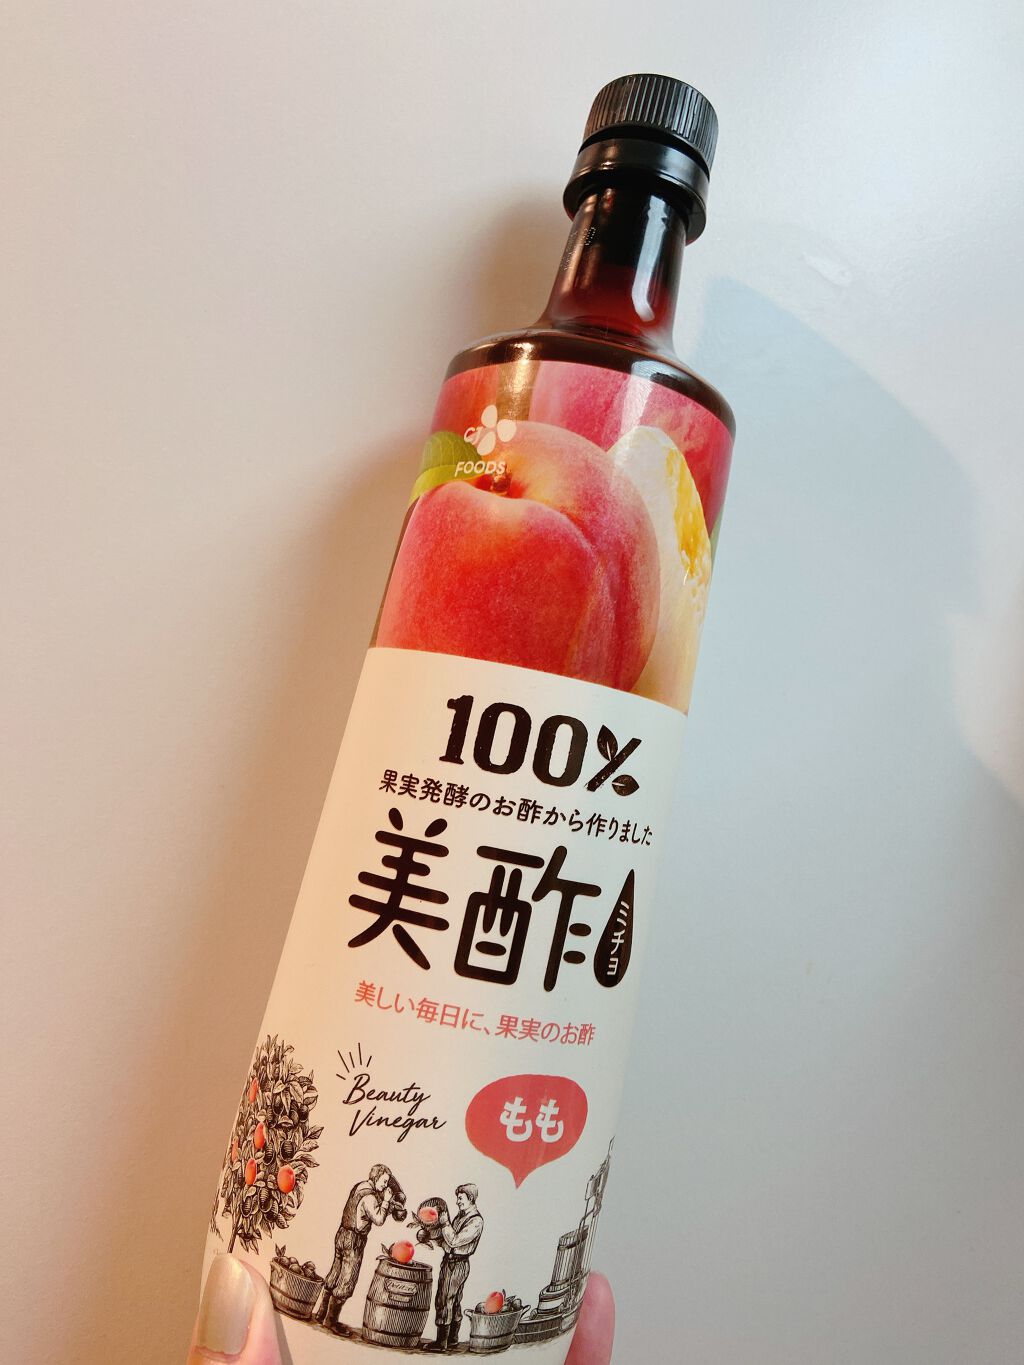 CJ
FOODS
100%
果実発酵のお酢から作りました
美酢
ミチョ
美しい毎日に、果実のお酢
Beauty
Vinegar
もも